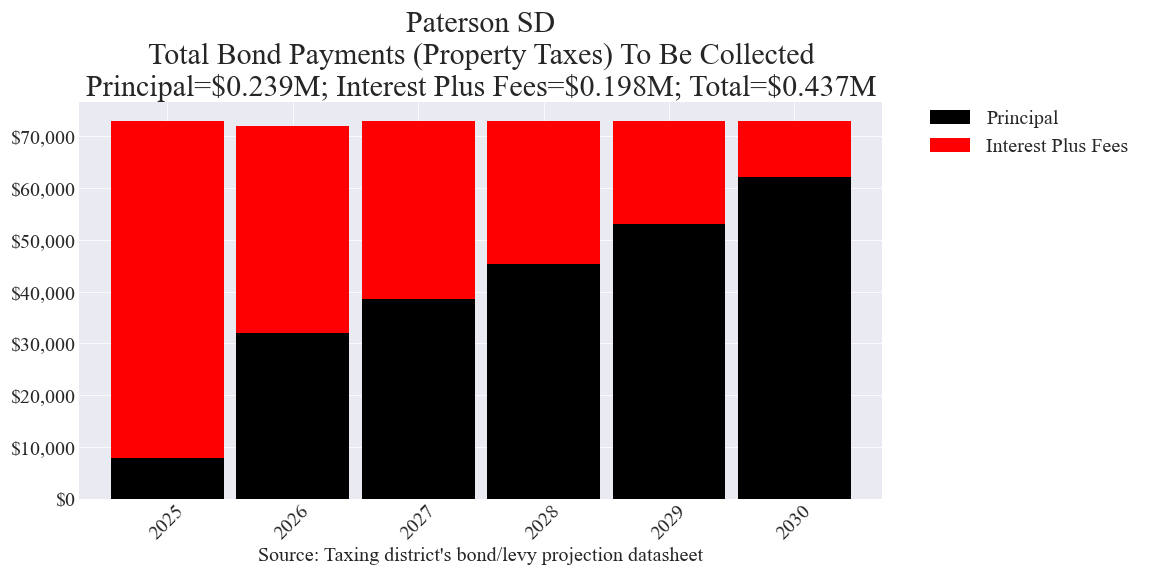 Paterson SD
Total Bond Payments (Property Taxes) To Be Collected
Principal=$0.239M; Interest Plus Fees=$0.198M; Total=$0.437M
Principal
Interest Plus Fees
$70,000
$60,000
$50,000
$40,000
$30,000
$20,000
$10,000
$0
2025
2026
2027
2028
2029
2030
Source: Taxing district's bond/levy projection datasheet